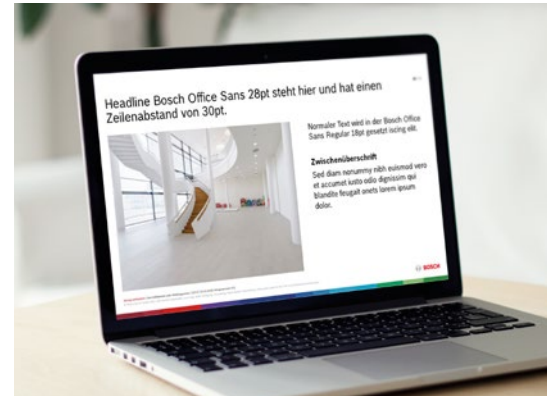 Headline Bosch Office Sans 28pt steht hier und hat einen
Zeilenabstand von 30pt.
Normaler Text wird in der Bosch Office
Sans Regular 18pt gesetzt iscing elit.
Zwischenüberschrift
Sed diam nonummy nibh euismod vero
et accumet iusto odio dignissim qui
blandite feugait onets lorem ipsum
dolor.
BOSCH